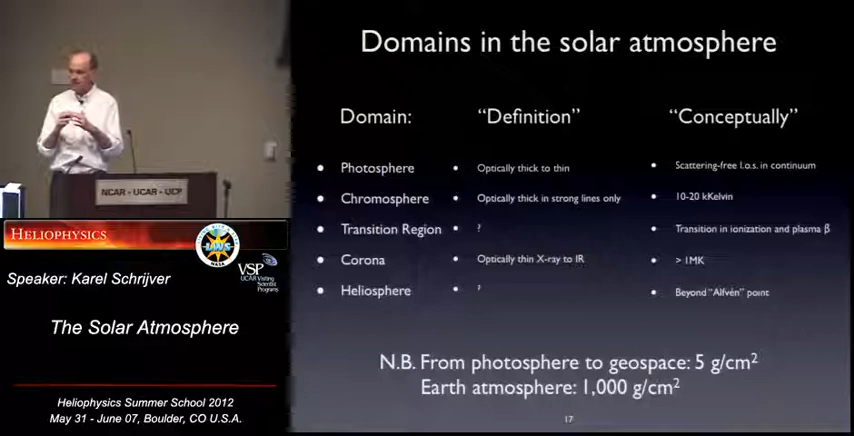 Domains in the solar atmosphere
Domain: "Definition" "Conceptually"
• Photosphere • Optically thick to thin • Scattering-free l.o.s. in continuum
• Chromosphere • Optically thick in strong lines only • 10-20 kKelvin
• Transition Region • ? • Transition in ionization and plasma β
• Corona • Optically thin X-ray to IR • > 1MK
• Heliosphere • ? • Beyond "Alfvén" point
N.B. From photosphere to geospace: 5 g/cm²
Earth atmosphere: 1,000 g/cm²
17
NCAR - UCAR - UCP
HELIOPHYSICS
LWS
NASA
VSP
UCAR Visiting
Scientist
Programs
Speaker: Karel Schrijver
The Solar Atmosphere
Heliophysics Summer School 2012
May 31 - June 07, Boulder, CO U.S.A.